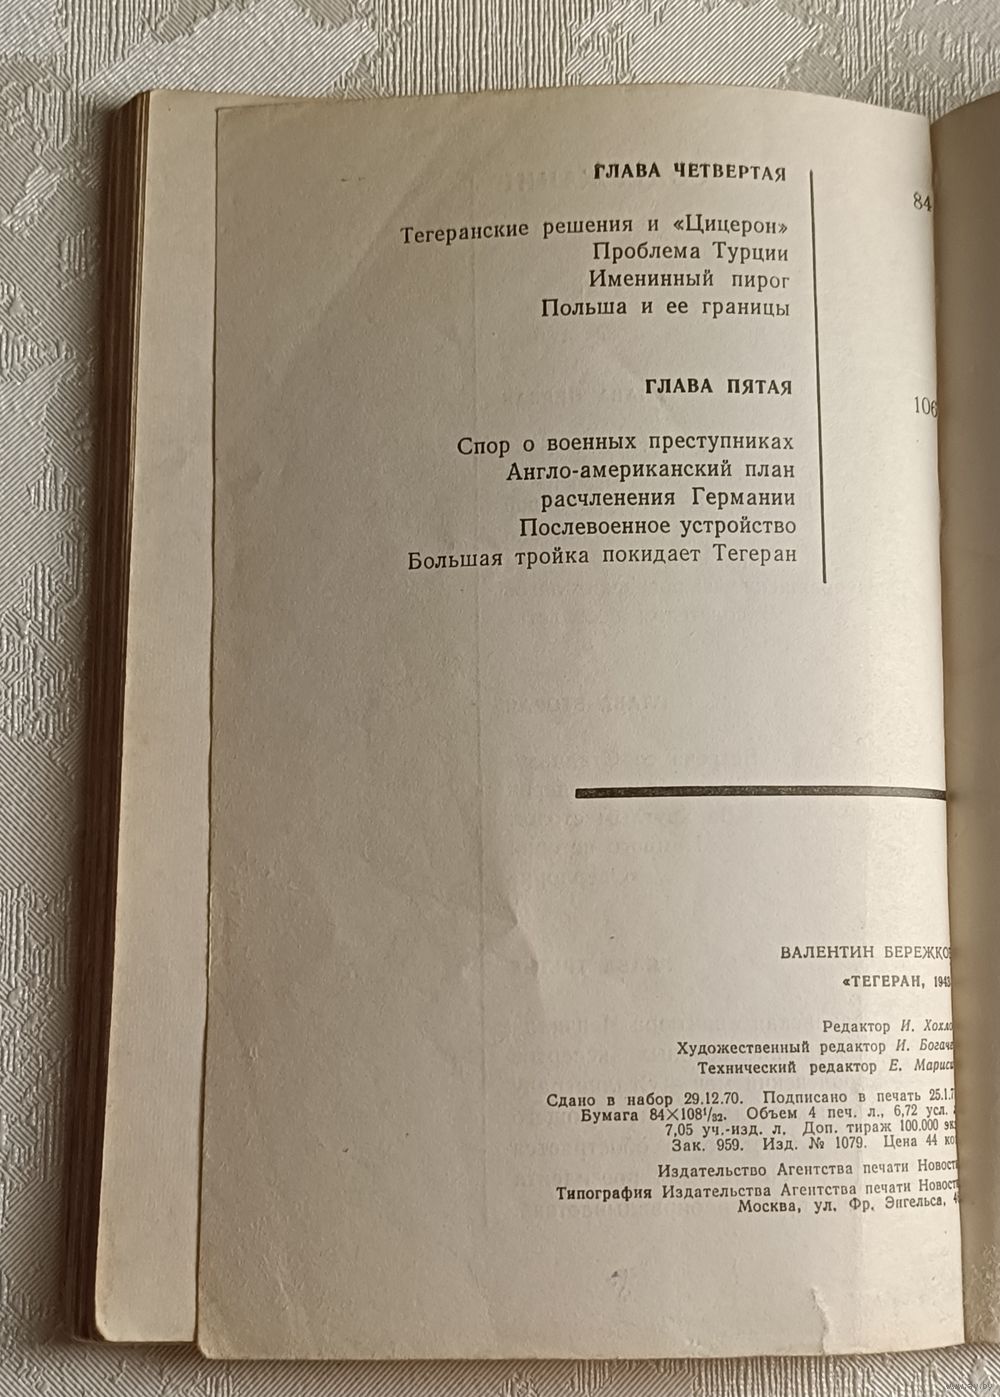 ГЛАВА ЧЕТВЕРТАЯ
84
Тегеранские решения и «Цицерон»
Проблема Турции
Именинный пирог
Польша и ее границы
ГЛАВА ПЯТАЯ
106
Спор о военных преступниках
Англо-американский план
расчленения Германии
Послевоенное устройство
Большая тройка покидает Тегеран
ВАЛЕНТИН БЕРЕЖКОВ
«ТЕГЕРАН, 1943
Редактор И.
Художественный редактор И.
Технический редактор Е.
Сдано в набор 29.12.70. Подписано в печать
Бумага 84×108¹/₃₂. Объем 4 печ. л., 6,72 усл.
7,05 уч.-изд. л. Доп. тираж 100.000
Зак. 959. Изд. № 1079. Цена 44
Издательство Агентства печати Новости
Типография Издательства Агентства печати Новости
Москва, ул. Фр. Энгельса,